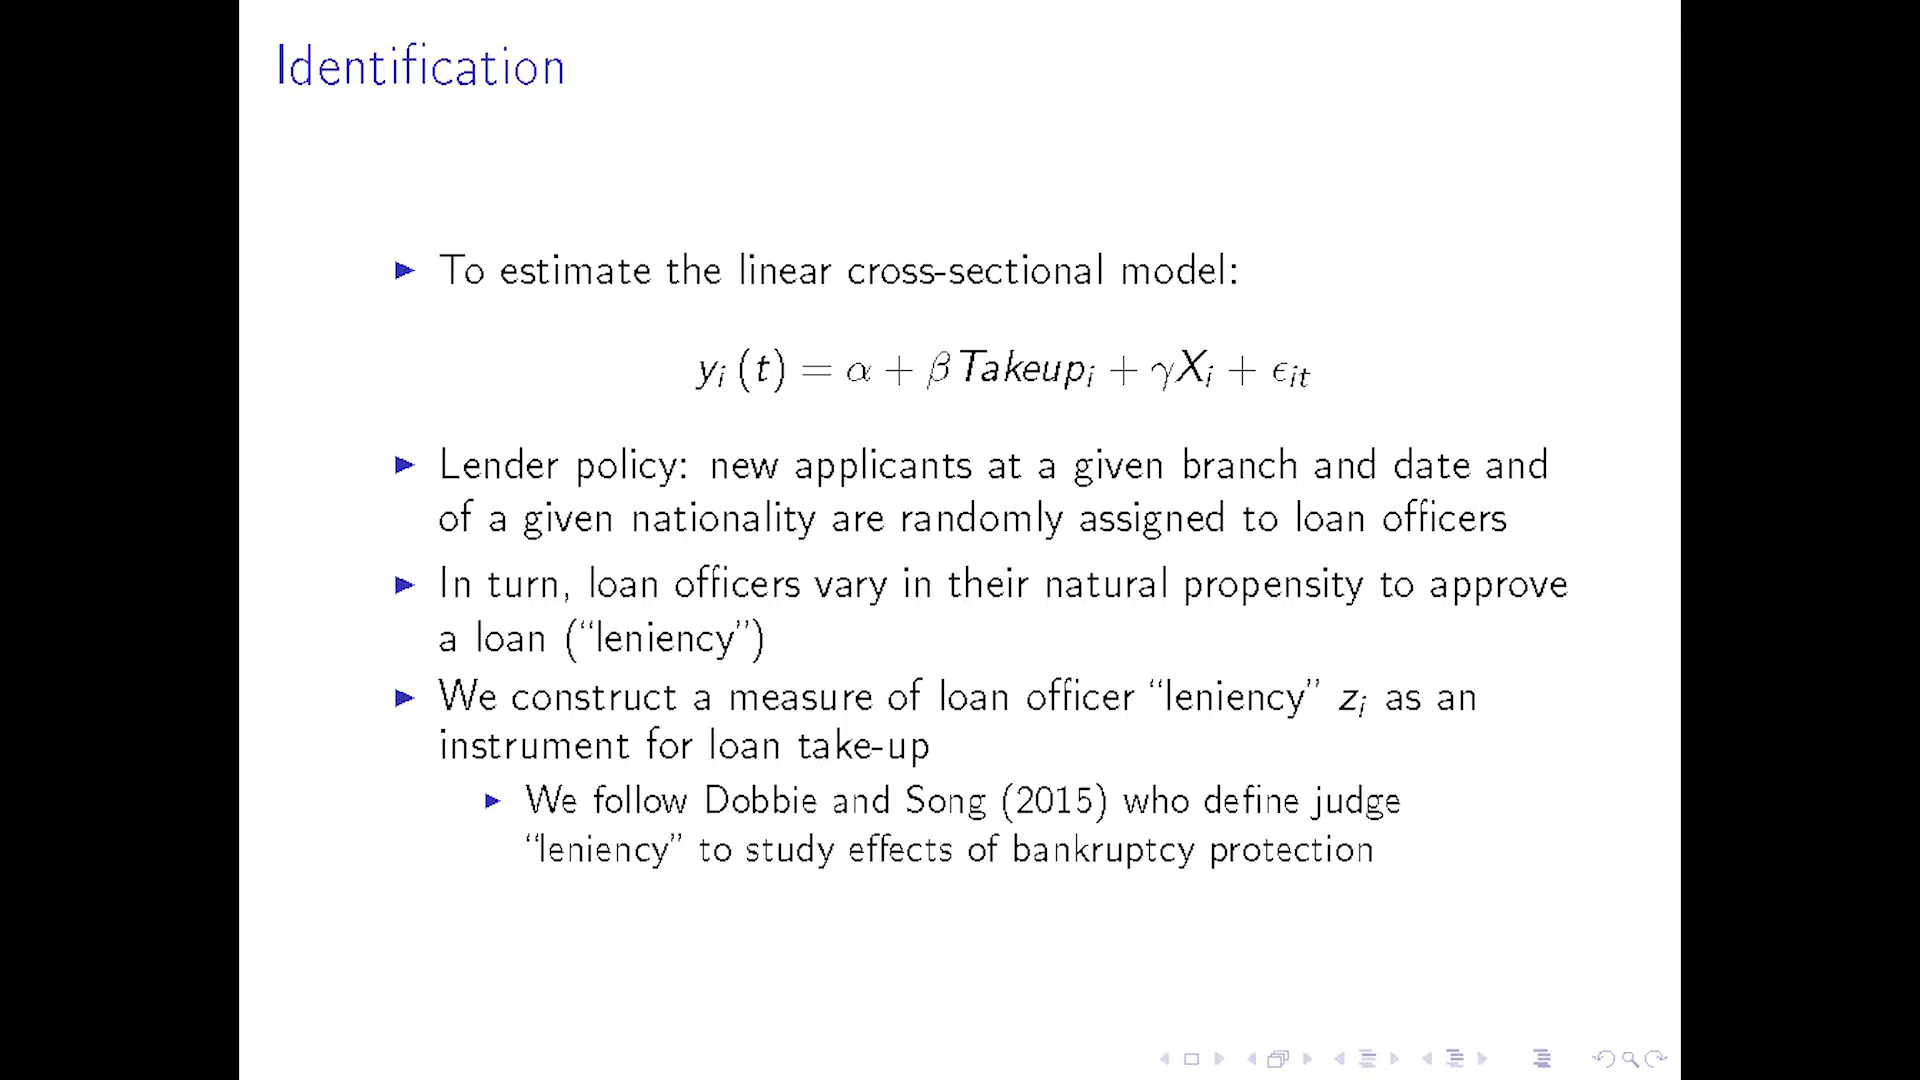 Identification
▶ To estimate the linear cross-sectional model:
yᵢ (t) = α + βTakeupᵢ + γXᵢ + ϵᵢₜ
▶ Lender policy: new applicants at a given branch and date and
of a given nationality are randomly assigned to loan officers
▶ In turn, loan officers vary in their natural propensity to approve
a loan (“leniency”)
▶ We construct a measure of loan officer “leniency” zᵢ as an
instrument for loan take-up
▶ We follow Dobbie and Song (2015) who define judge
“leniency” to study effects of bankruptcy protection